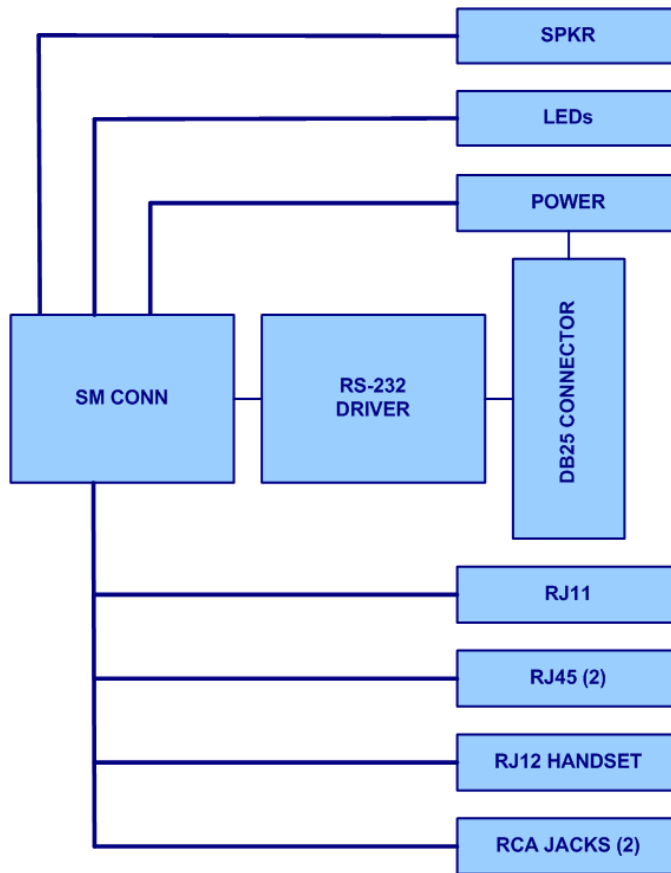 SPKR
LEDs
POWER
SM CONN
RS-232
DRIVER
DB25 CONNECTOR
RJ11
RJ45 (2)
RJ12 HANDSET
RCA JACKS (2)